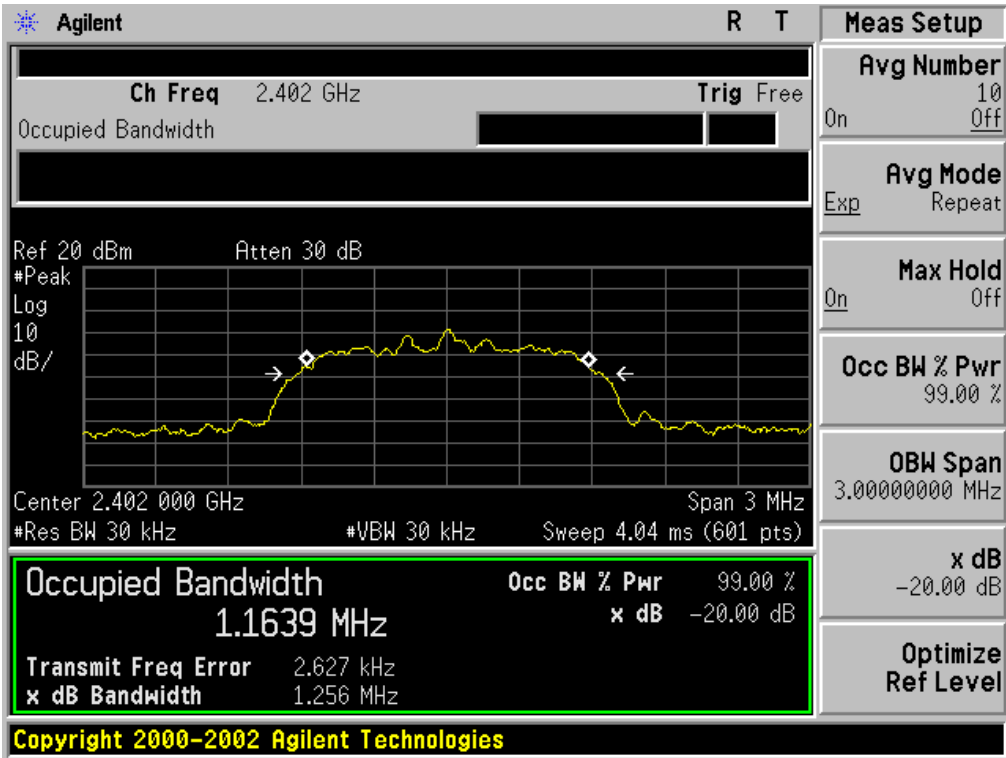 Agilent R T
Meas Setup
Ch Freq 2.402 GHz Trig Free
Occupied Bandwidth
Ref 20 dBm Atten 30 dB
#Peak
Log
10
dB/
Center 2.402 000 GHz Span 3 MHz
#Res BW 30 kHz #VBW 30 kHz Sweep 4.04 ms (601 pts)
Occupied Bandwidth Occ BW % Pwr 99.00 %
1.1639 MHz x dB -20.00 dB
Transmit Freq Error 2.627 kHz
x dB Bandwidth 1.256 MHz
Copyright 2000-2002 Agilent Technologies
Avg Number
10
On Off
Avg Mode
Exp Repeat
Max Hold
On Off
Occ BW % Pwr
99.00 %
OBW Span
3.00000000 MHz
x dB
-20.00 dB
Optimize
Ref Level